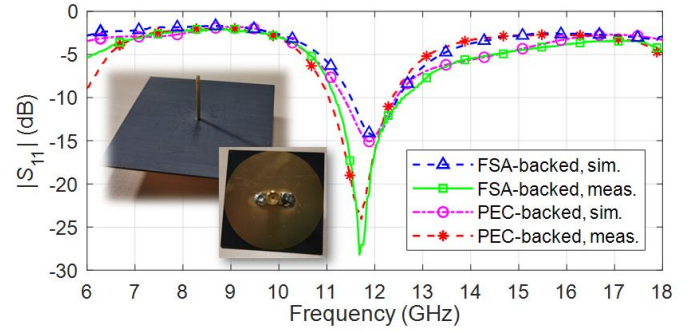 0
-5
-10
-15
-20
-25
-30
|S11| (dB)
FSA-backed, sim.
FSA-backed, meas.
PEC-backed, sim.
PEC-backed, meas.
6 7 8 9 10 11 12 13 14 15 16 17 18
Frequency (GHz)